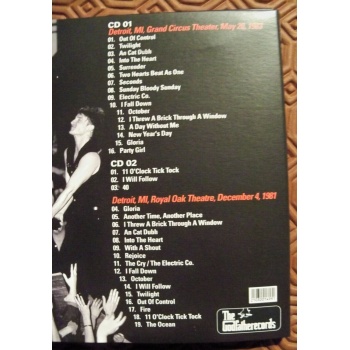 CD 01
Detroit, MI, Grand Circus Theater, May 28, 1983
01. Out Of Control
02. Twilight
03. An Cat Dubh
04. Into The Heart
05. Surrender
06. Two Hearts Beat As One
07. Seconds
08. Sunday Bloody Sunday
09. Electric Co.
10. I Fall Down
11. October
12. I Threw A Brick Through A Window
13. A Day Without Me
14. New Year's Day
15. Gloria
16. Party Girl
CD 02
01. 11 O'Clock Tick Tock
02. I Will Follow
03: 40
Detroit, MI, Royal Oak Theatre, December 4, 1981
04. Gloria
05. Another Time, Another Place
06. I Threw A Brick Through A Window
07. An Cat Dubh
08. Into The Heart
09. With A Shout
10. Rejoice
11. The Cry / The Electric Co.
12. I Fall Down
13. October
14. I Will Follow
15. Twilight
16. Out Of Control
17. Fire
18. 11 O'Clock Tick Tock
19. The Ocean
The
Godfatherecords